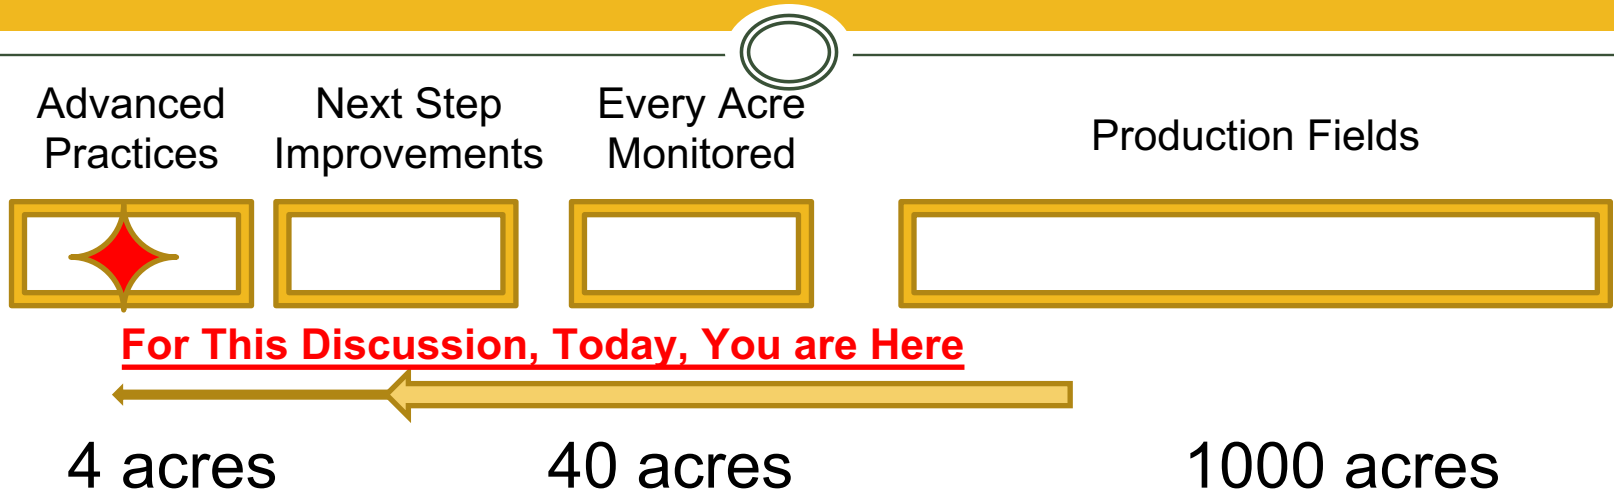 Advanced
Practices
Next Step
Improvements
Every Acre
Monitored
Production Fields
For This Discussion, Today, You are Here
4 acres
40 acres
1000 acres